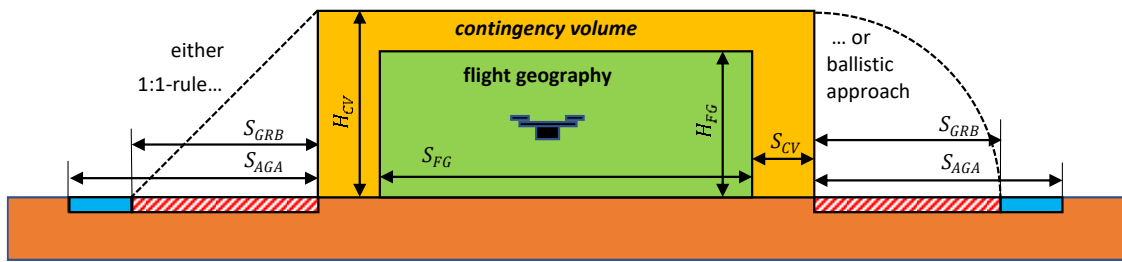 contingency volume
either
1:1-rule...
... or
ballistic
approach
flight geography
H_CV
H_FG
S_GRB
S_GRB
S_CV
S_AGA
S_FG
S_AGA